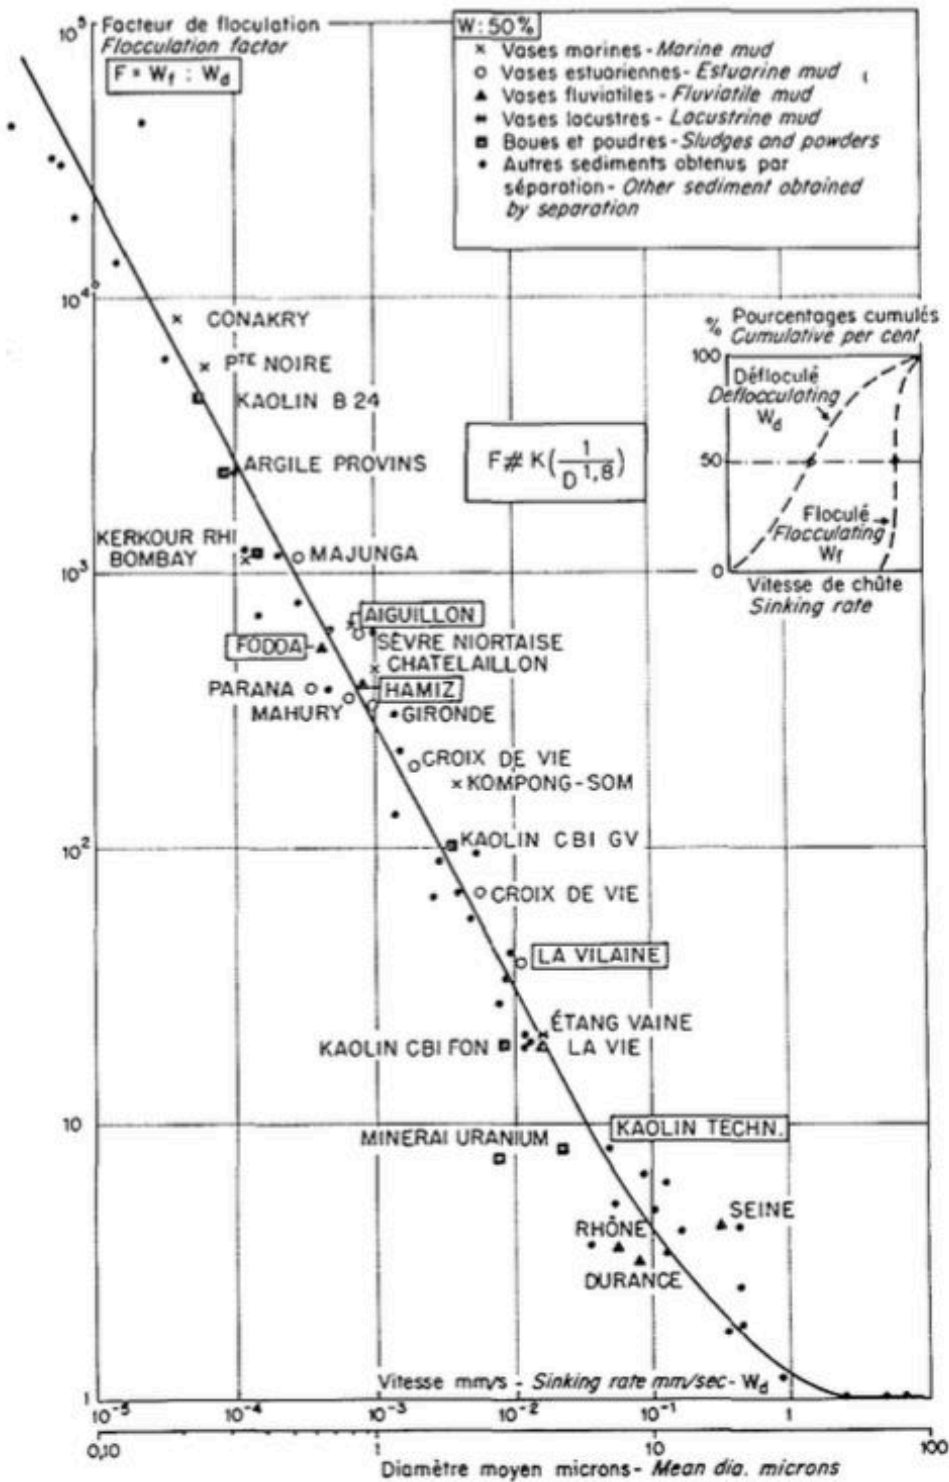 10⁵
Facteur de floculation
Flocculation factor
F = Wf : Wd
W: 50%
× Vases marines - Marine mud
○ Vases estuariennes - Estuarine mud
▲ Vases fluviatiles - Fluviatile mud
Vases locustres - Locustrine mud
Boues et poudres - Sludges and powders
• Autres sediments obtenus par
séparation - Other sediment obtained
by separation
10⁴
CONAKRY
PTE NOIRE
KAOLIN B 24
ARGILE PROVINS
F # K(1/D^1,8)
% Pourcentages cumulés
Cumulative per cent
100
Défloculé
Deflocculating
Wd
50
Floculé
Flocculating
Wf
0
Vitesse de chûte
Sinking rate
KERKOUR RHI
BOMBAY
MAJUNGA
10³
AIGUILLON
FODDA
SÈVRE NIORTAISE
CHATELAILLON
PARANA
HAMIZ
MAHURY
GIRONDE
CROIX DE VIE
KOMPONG-SOM
10²
KAOLIN CBI GV
CROIX DE VIE
LA VILAINE
ÉTANG VAINE
KAOLIN CBI FON
LA VIE
10
KAOLIN TECHN.
MINERAI URANIUM
SEINE
RHÔNE
DURANCE
Vitesse mm/s - Sinking rate mm/sec - Wd
1
10⁻⁵ 10⁻⁴ 10⁻³ 10⁻² 10⁻¹ 1 10
0,10 1 10 100
Diamètre moyen microns - Mean dia. microns